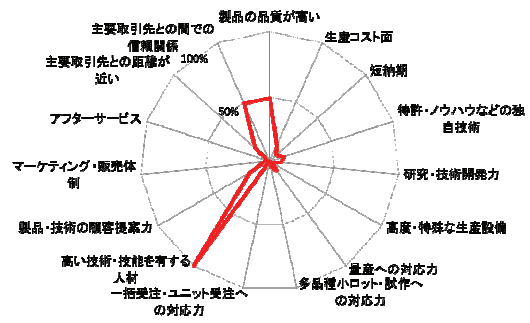 製品の品質が高い
生産コスト面
短納期
特許・ノウハウなどの独
自技術
研究・技術開発力
高度・特殊な生産設備
量産への対応力
多品種小ロット・試作へ
の対応力
一括受注・ユニット受注へ
の対応力
高い技術・技能を有する
人材
製品・技術の顧客提案力
マーケティング・販売体
制
アフターサービス
主要取引先との距離が
近い
主要取引先との間での
信頼関係
100%
50%